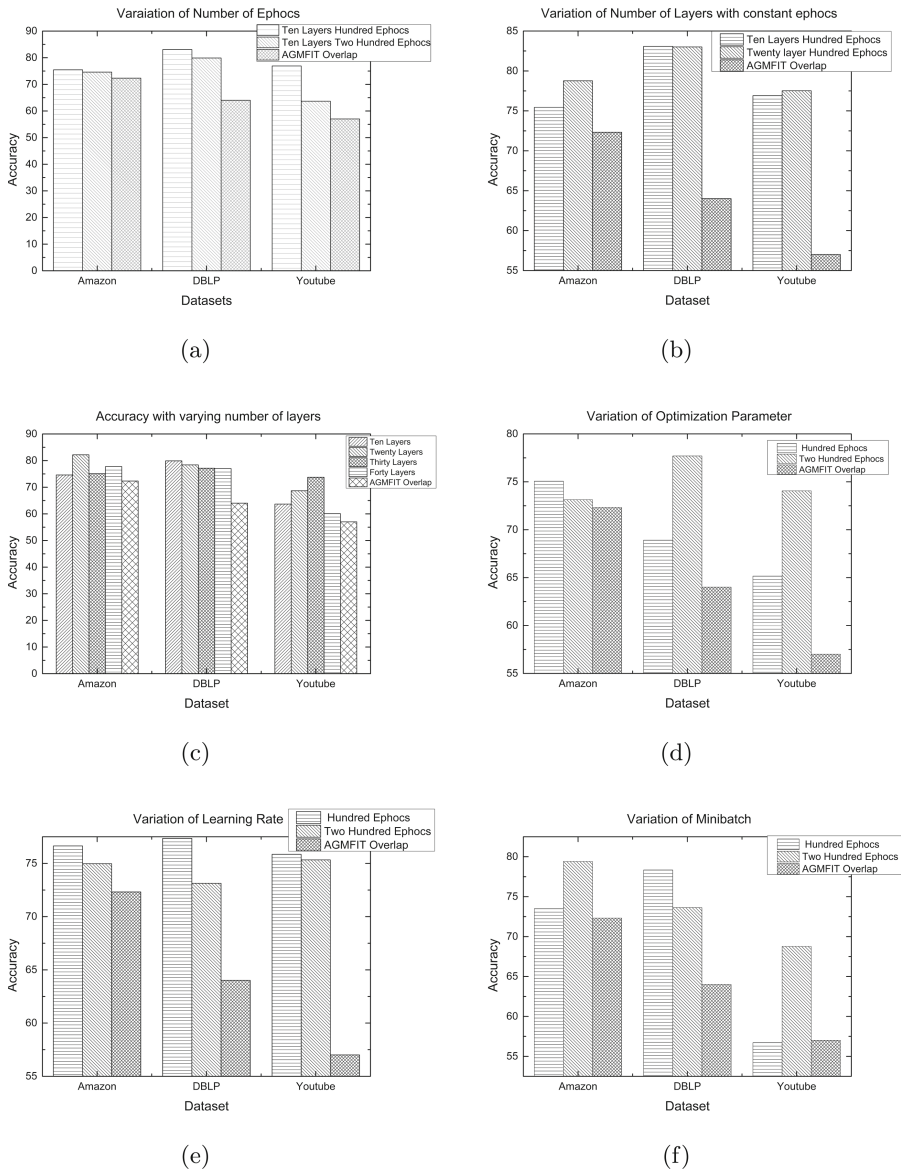 Varaiation of Number of Ephocs
Ten Layers Hundred Ephocs
Ten Layers Two Hundred Ephocs
AGMFIT Overlap
90
80
70
60
50
40
30
20
10
0
Accuracy
Amazon DBLP Youtube
Datasets
(a)
Variation of Number of Layers with constant ephocs
Ten Layers Hundred Ephocs
Twenty layer Hundred Ephocs
AGMFIT Overlap
85
80
75
70
65
60
55
Accuracy
Amazon DBLP Youtube
Dataset
(b)
Accuracy with varying number of layers
Ten Layers
Twenty Layers
Thirty Layers
Forty Layers
AGMFIT Overlap
90
80
70
60
50
40
30
20
10
0
Accuracy
Amazon DBLP Youtube
Dataset
(c)
Variation of Optimization Parameter
Hundred Ephocs
Two Hundred Ephocs
AGMFIT Overlap
80
75
70
65
60
55
Accuracy
Amazon DBLP Youtube
Dataset
(d)
Variation of Learning Rate
Hundred Ephocs
Two Hundred Ephocs
AGMFIT Overlap
75
70
65
60
55
Accuracy
Amazon DBLP Youtube
Dataset
(e)
Variation of Minibatch
Hundred Ephocs
Two Hundred Ephocs
AGMFIT Overlap
80
75
70
65
60
55
Accuracy
Amazon DBLP Youtube
Dataset
(f)